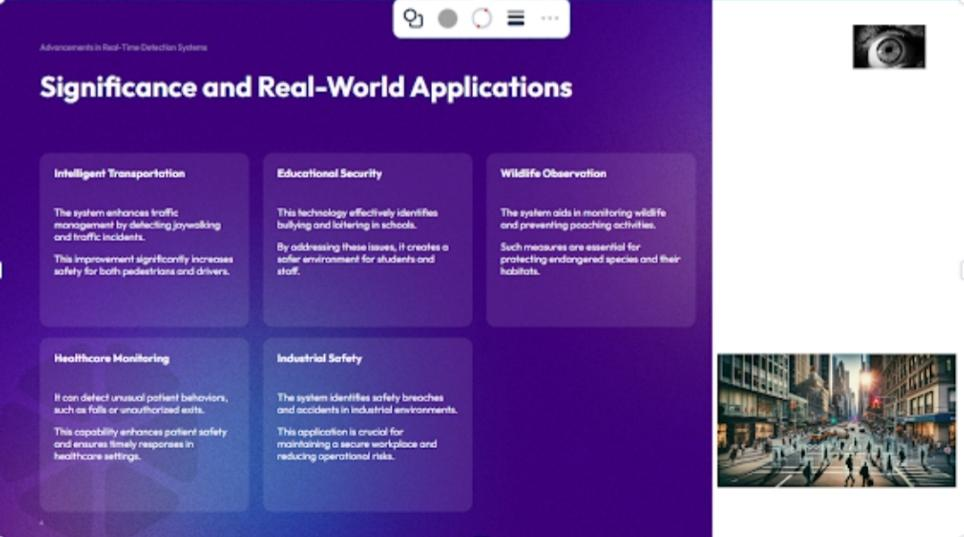 Advancements in Real-Time Detection Systems
Significance and Real-World Applications
Intelligent Transportation
The system enhances traffic
management by detecting jaywalking
and traffic incidents.
This improvement significantly increases
safety for both pedestrians and drivers.
Educational Security
This technology effectively identifies
bullying and loitering in schools.
By addressing these issues, it creates a
safer environment for students and
staff.
Wildlife Observation
The system aids in monitoring wildlife
and preventing poaching activities.
Such measures are essential for
protecting endangered species and their
habitats.
Healthcare Monitoring
It can detect unusual patient behaviors,
such as falls or unauthorized exits.
This capability enhances patient safety
and ensures timely responses in
healthcare settings.
Industrial Safety
The system identifies safety breaches
and accidents in industrial environments.
This application is crucial for
maintaining a secure workplace and
reducing operational risks.